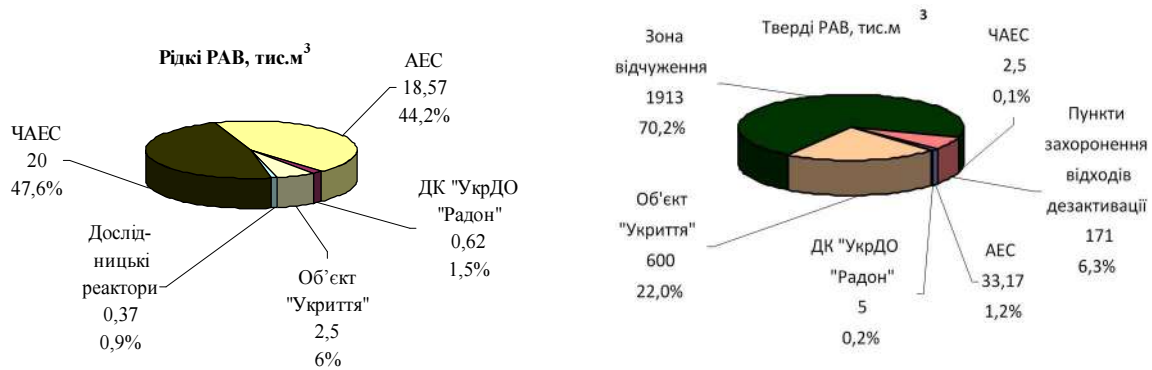 Рідкі РАВ, тис.м3
АЕС
18,57
44,2%
ЧАЕС
20
47,6%
ДК "УкрДО
"Радон"
0,62
1,5%
Дослід-
ницькі
реактори
0,37
0,9%
Об’єкт
"Укриття"
2,5
6%
Тверді РАВ, тис.м 3
Зона
відчуження
1913
70,2%
ЧАЕС
2,5
0,1%
Пункти
захоронення
відходів
дезактивації
171
6,3%
Об'єкт
"Укриття"
600
22,0%
ДК "УкрДО
"Радон"
5
0,2%
АЕС
33,17
1,2%